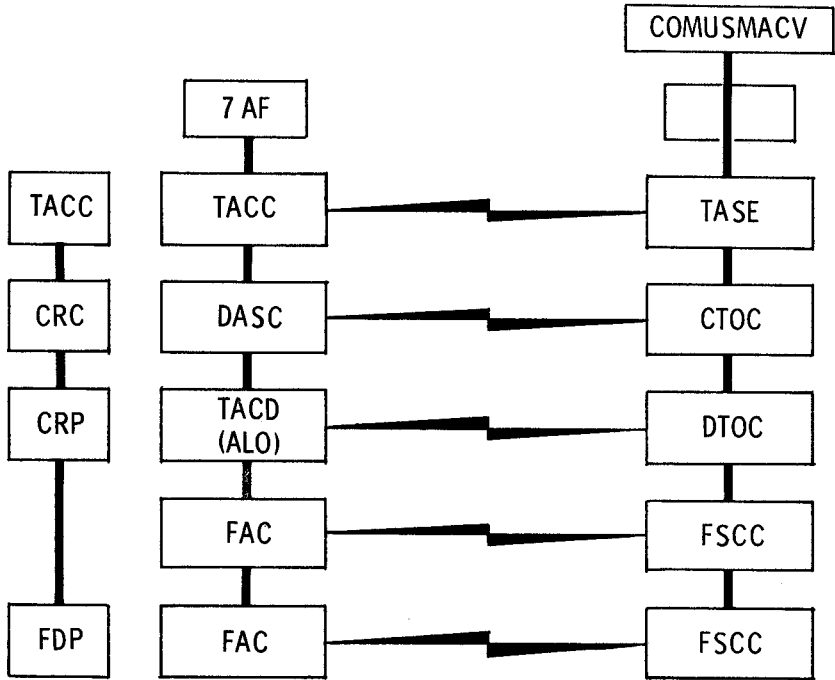 COMUSMACV
7 AF
TACC
TACC
TASE
CRC
DASC
CTOC
CRP
TACD
(ALO)
DTOC
FAC
FSCC
FDP
FAC
FSCC